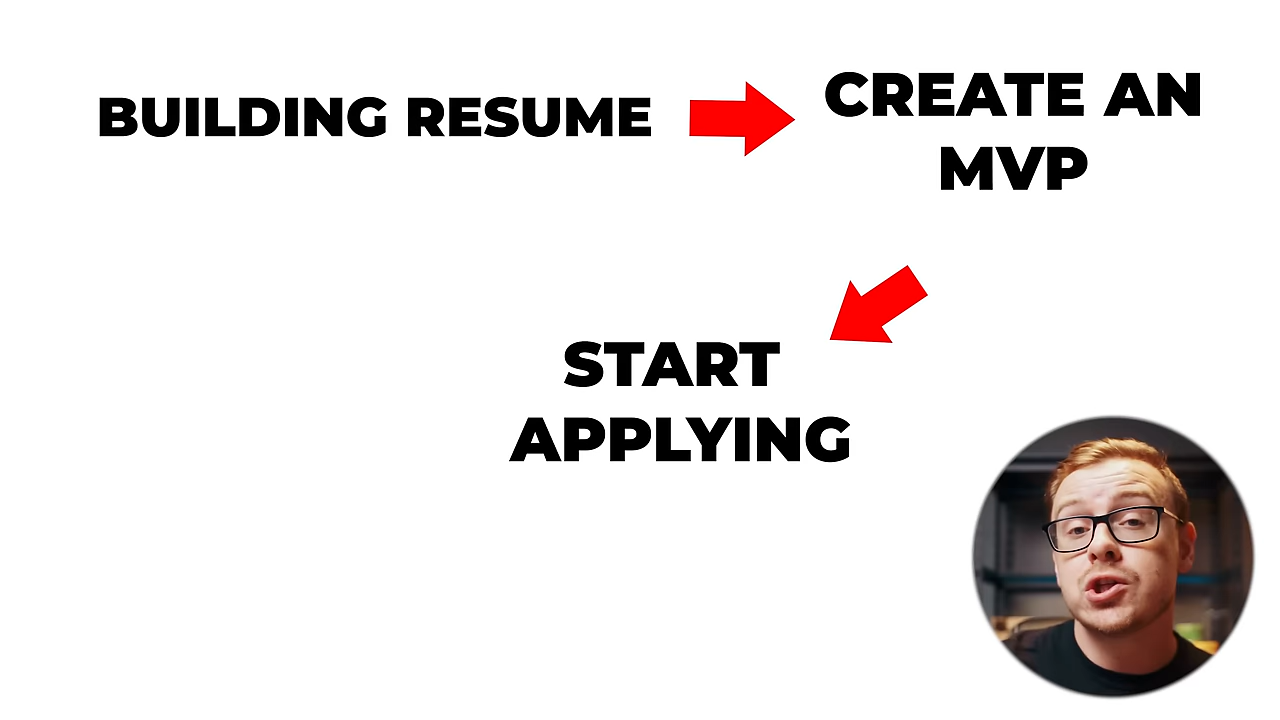 BUILDING RESUME
CREATE AN
MVP
START
APPLYING